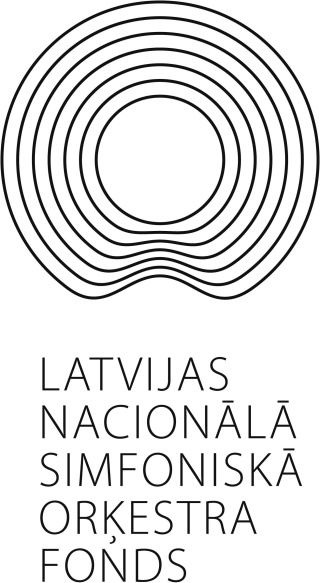 LATVIJAS
NACIONĀLĀ
SIMFONISKĀ
ORĶESTRA
FONDS